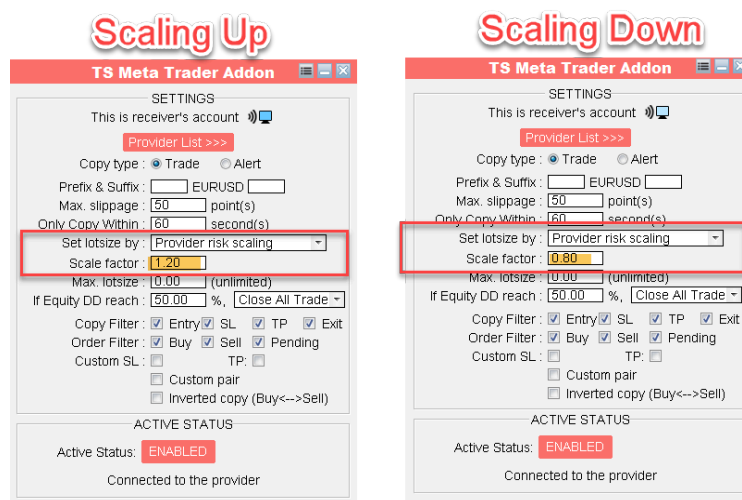 Scaling Up
TS Meta Trader Addon
SETTINGS
This is receiver's account
Provider List >>>
Copy type : Trade Alert
Prefix & Suffix : EURUSD
Max. slippage : 50 point(s)
Only Copy Within : 60 second(s)
Set lotsize by : Provider risk scaling
Scale factor : 1.20
Max. lotsize : 0.00 (unlimited)
If Equity DD reach : 50.00 %, Close All Trade
Copy Filter : Entry SL TP Exit
Order Filter : Buy Sell Pending
Custom SL : TP:
Custom pair
Inverted copy (Buy<-->Sell)
ACTIVE STATUS
Active Status: ENABLED
Connected to the provider
Scaling Down
TS Meta Trader Addon
SETTINGS
This is receiver's account
Provider List >>>
Copy type : Trade Alert
Prefix & Suffix : EURUSD
Max. slippage : 50 point(s)
Only Copy Within : 60 second(s)
Set lotsize by : Provider risk scaling
Scale factor : 0.80
Max. lotsize : 0.00 (unlimited)
If Equity DD reach : 50.00 %, Close All Trade
Copy Filter : Entry SL TP Exit
Order Filter : Buy Sell Pending
Custom SL : TP:
Custom pair
Inverted copy (Buy<-->Sell)
ACTIVE STATUS
Active Status: ENABLED
Connected to the provider